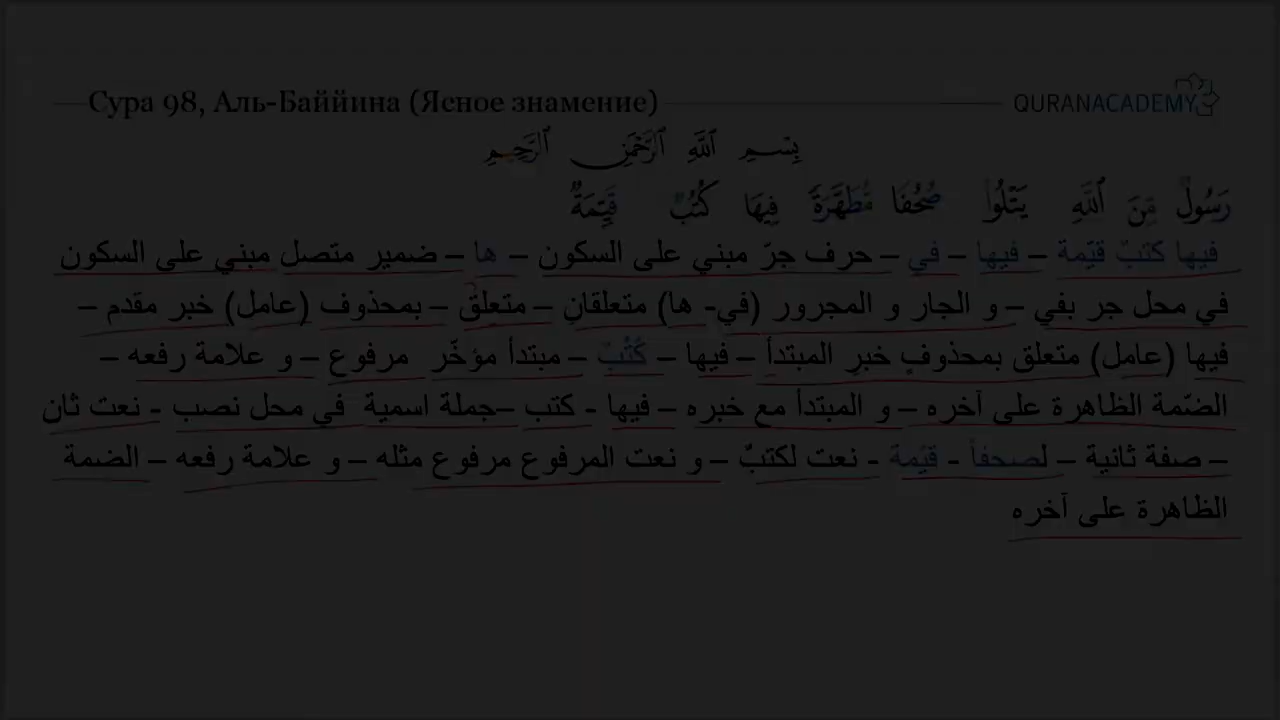 Сура 98, Аль-Баййина (Ясное знамение)
QURANACADEMY
بِسْمِ اللَّهِ الرَّحْمَٰنِ الرَّحِيمِ
رَسُولٌ مِّنَ اللَّهِ يَتْلُوا صُحُفًا مُّطَهَّرَةً فِيهَا كُتُبٌ قَيِّمَةٌ
فيها كتبٌ قيّمة – فيها – في – حرف جرّ مبني على السكون – ها – ضمير متصل مبني على السكون
في محل جر بفي – و الجار و المجرور (في- ها) متعلقانِ – متعلّق – بمحذوف (عامل) خبر مقدم –
فيها (عامل) متعلق بمحذوفٍ خبرِ المبتدأ – فيها – كُتُبٌ – مبتدأ مؤخّر مرفوع – و علامة رفعه –
الضّمة الظاهرة على آخره – و المبتدأ مع خبره – فيها - كتب –جملة اسمية في محل نصب - نعت ثان
– صفة ثانية – لصحفاً - قيّمة - نعت لكتبٌ – و نعت المرفوع مرفوع مثله – و علامة رفعه – الضمة
الظاهرة على آخره